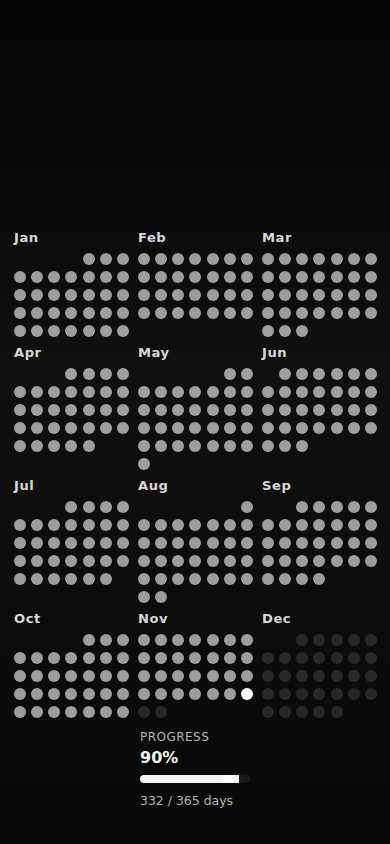 Jan Feb Mar
Apr May Jun
Jul Aug Sep
Oct Nov Dec
PROGRESS
90%
332 / 365 days